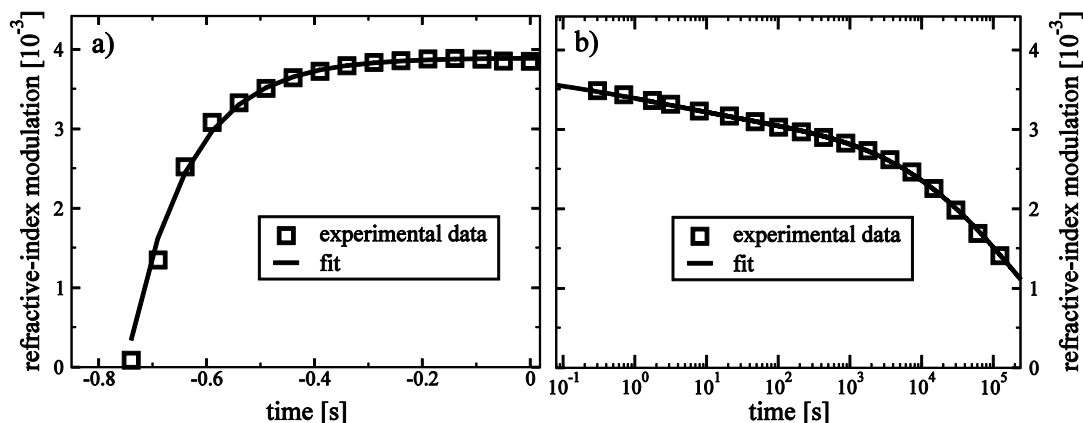 a)
refractive-index modulation [10⁻³]
4
3
2
1
0
experimental data
fit
-0.8 -0.6 -0.4 -0.2 0
time [s]
b)
experimental data
fit
10⁻¹ 10⁰ 10¹ 10² 10³ 10⁴ 10⁵
time [s]
4
3
2
1
0
refractive-index modulation [10⁻³]